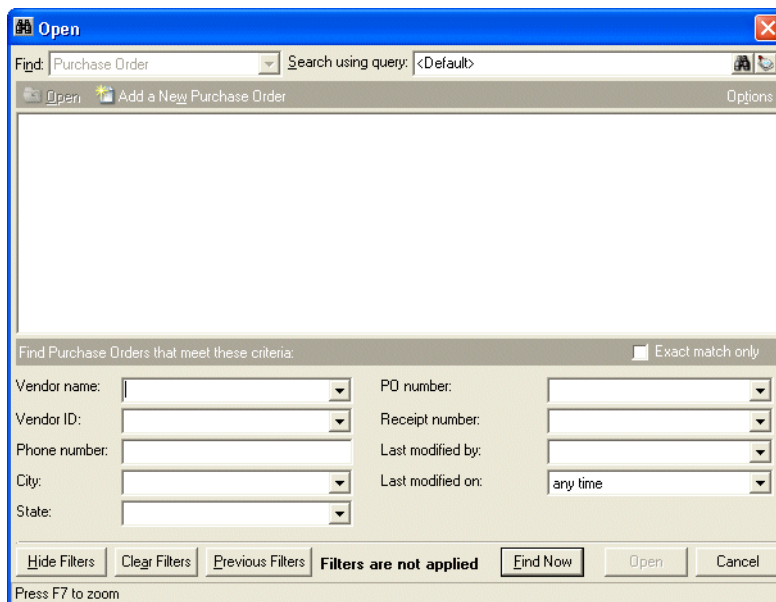 Open
Find: Purchase Order Search using query: <Default>
Open Add a New Purchase Order Options
Find Purchase Orders that meet these criteria: Exact match only
Vendor name: PO number:
Vendor ID: Receipt number:
Phone number: Last modified by:
City: Last modified on: any time
State:
Hide Filters Clear Filters Previous Filters Filters are not applied Find Now Open Cancel
Press F7 to zoom